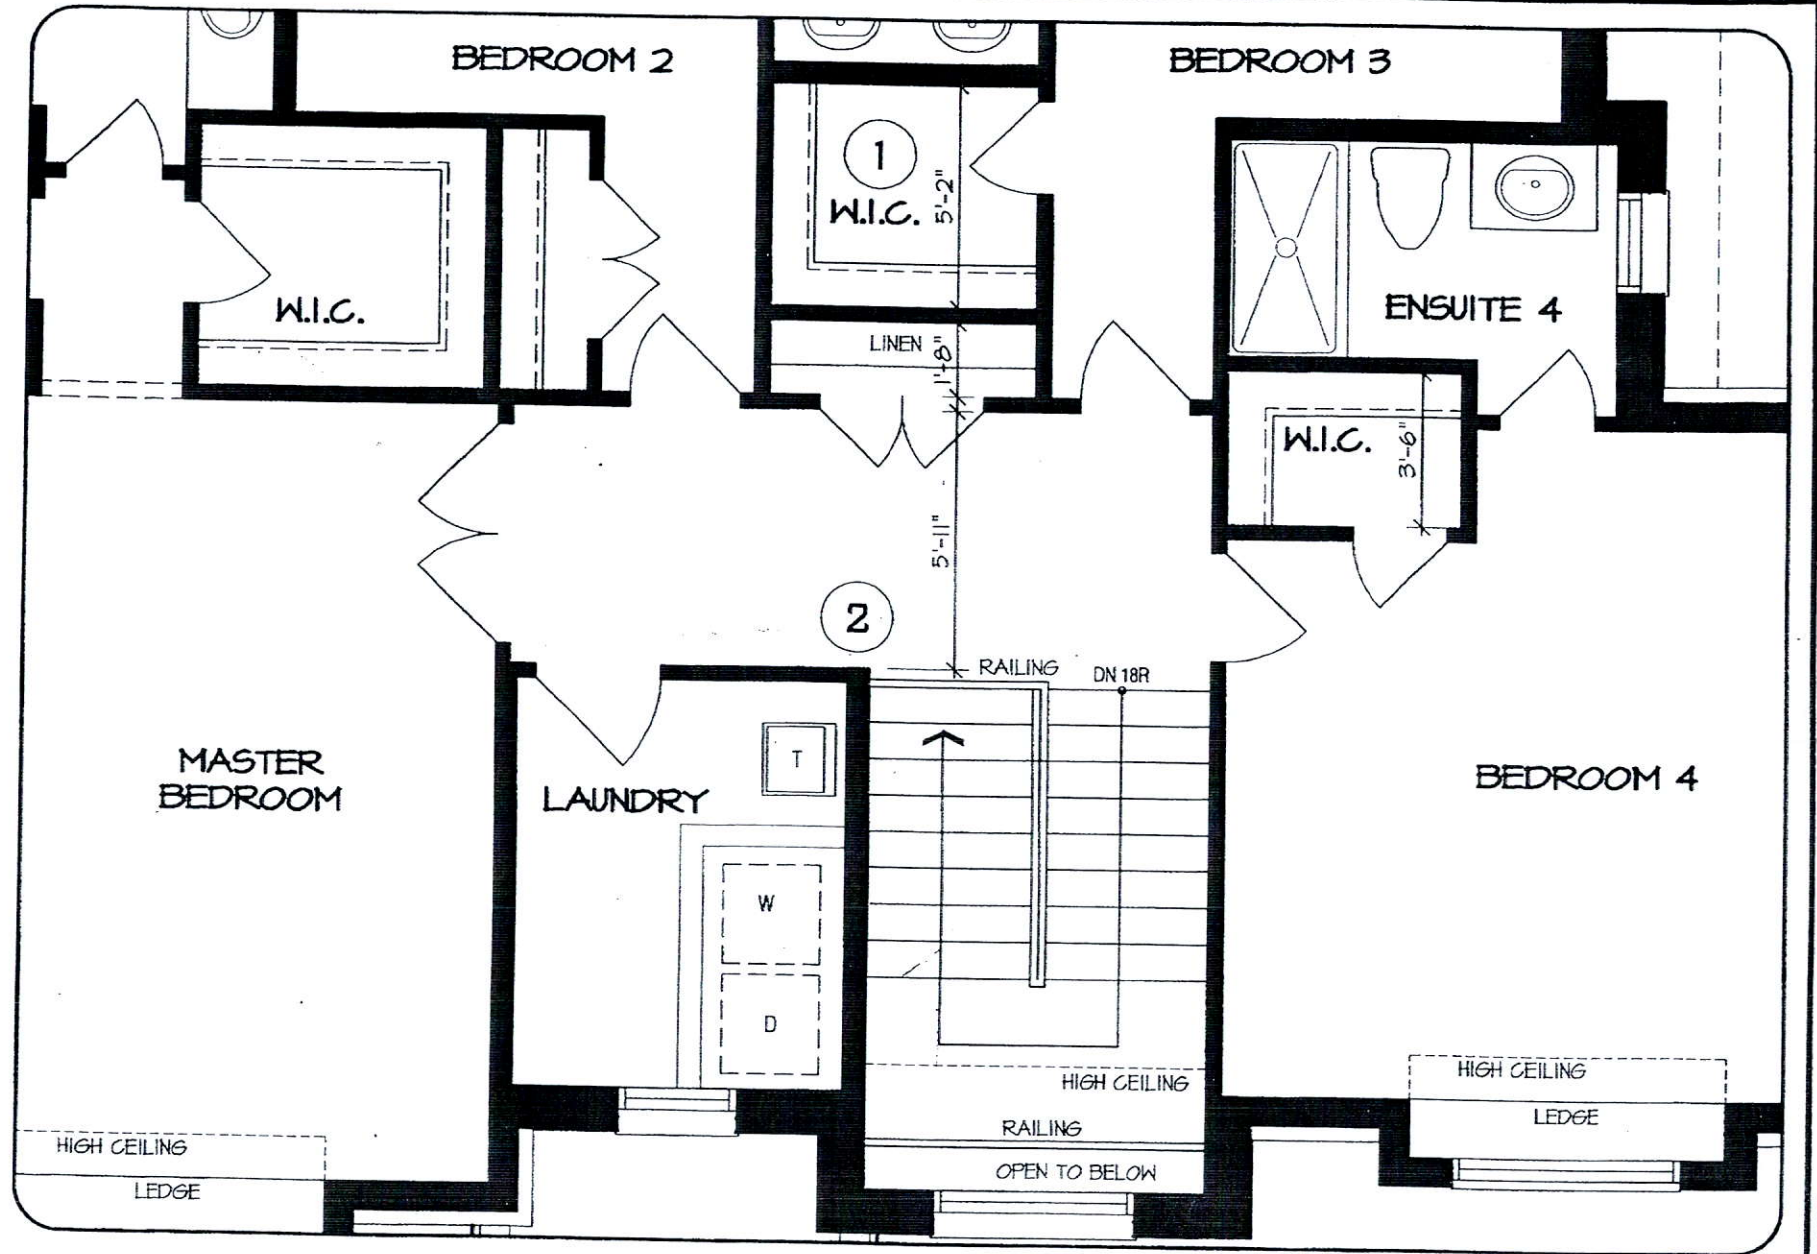 BEDROOM 2
BEDROOM 3
1
W.I.C.
5'-2"
W.I.C.
ENSUITE 4
LINEN
1'-8"
W.I.C.
3'-6"
5'-11"
2
RAILING
DN 18R
MASTER
BEDROOM
LAUNDRY
T
BEDROOM 4
W
D
HIGH CEILING
HIGH CEILING
LEDGE
RAILING
HIGH CEILING
OPEN TO BELOW
LEDGE